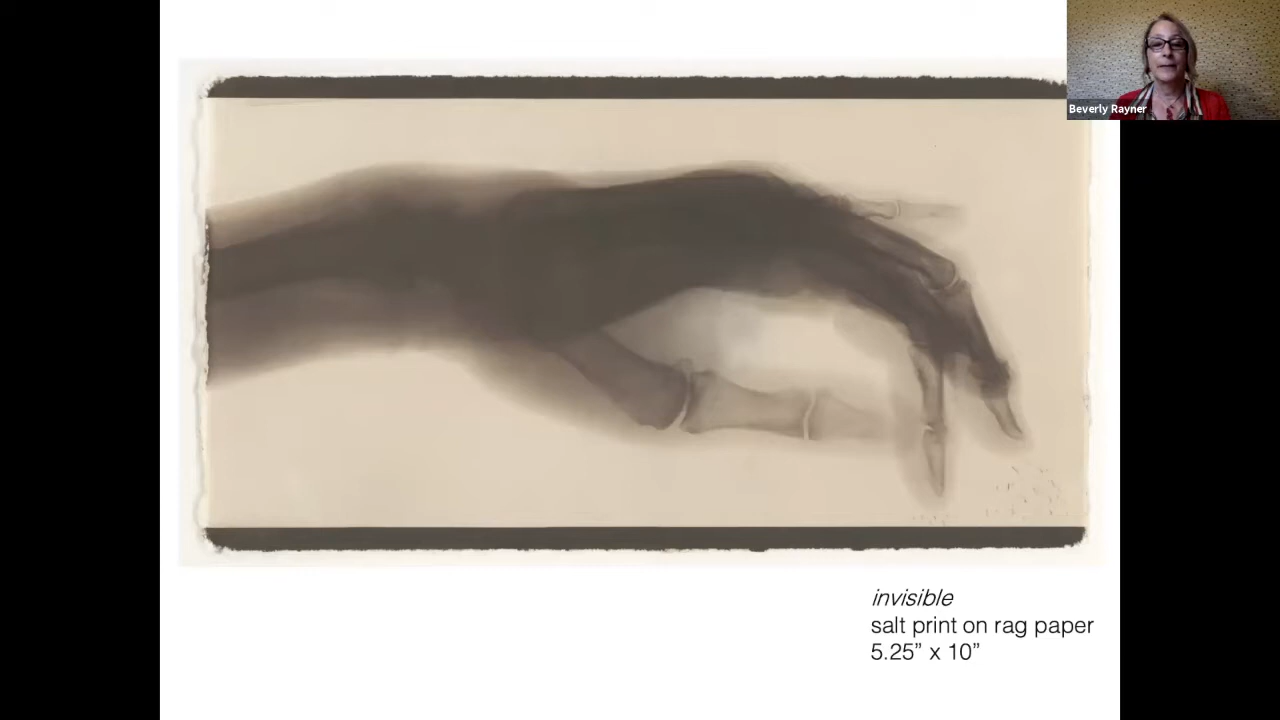 Beverly Rayner
invisible
salt print on rag paper
5.25” x 10”